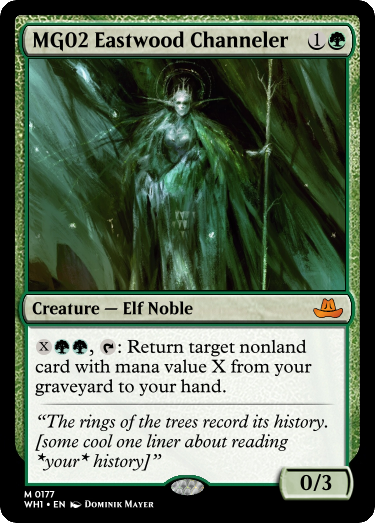 MG02 Eastwood Channeler 1
Creature — Elf Noble
X, : Return target nonland
card with mana value X from your
graveyard to your hand.
“The rings of the trees record its history.
[some cool one liner about reading
*your* history]”
0/3
M 0177
WH1 • EN Dominik Mayer